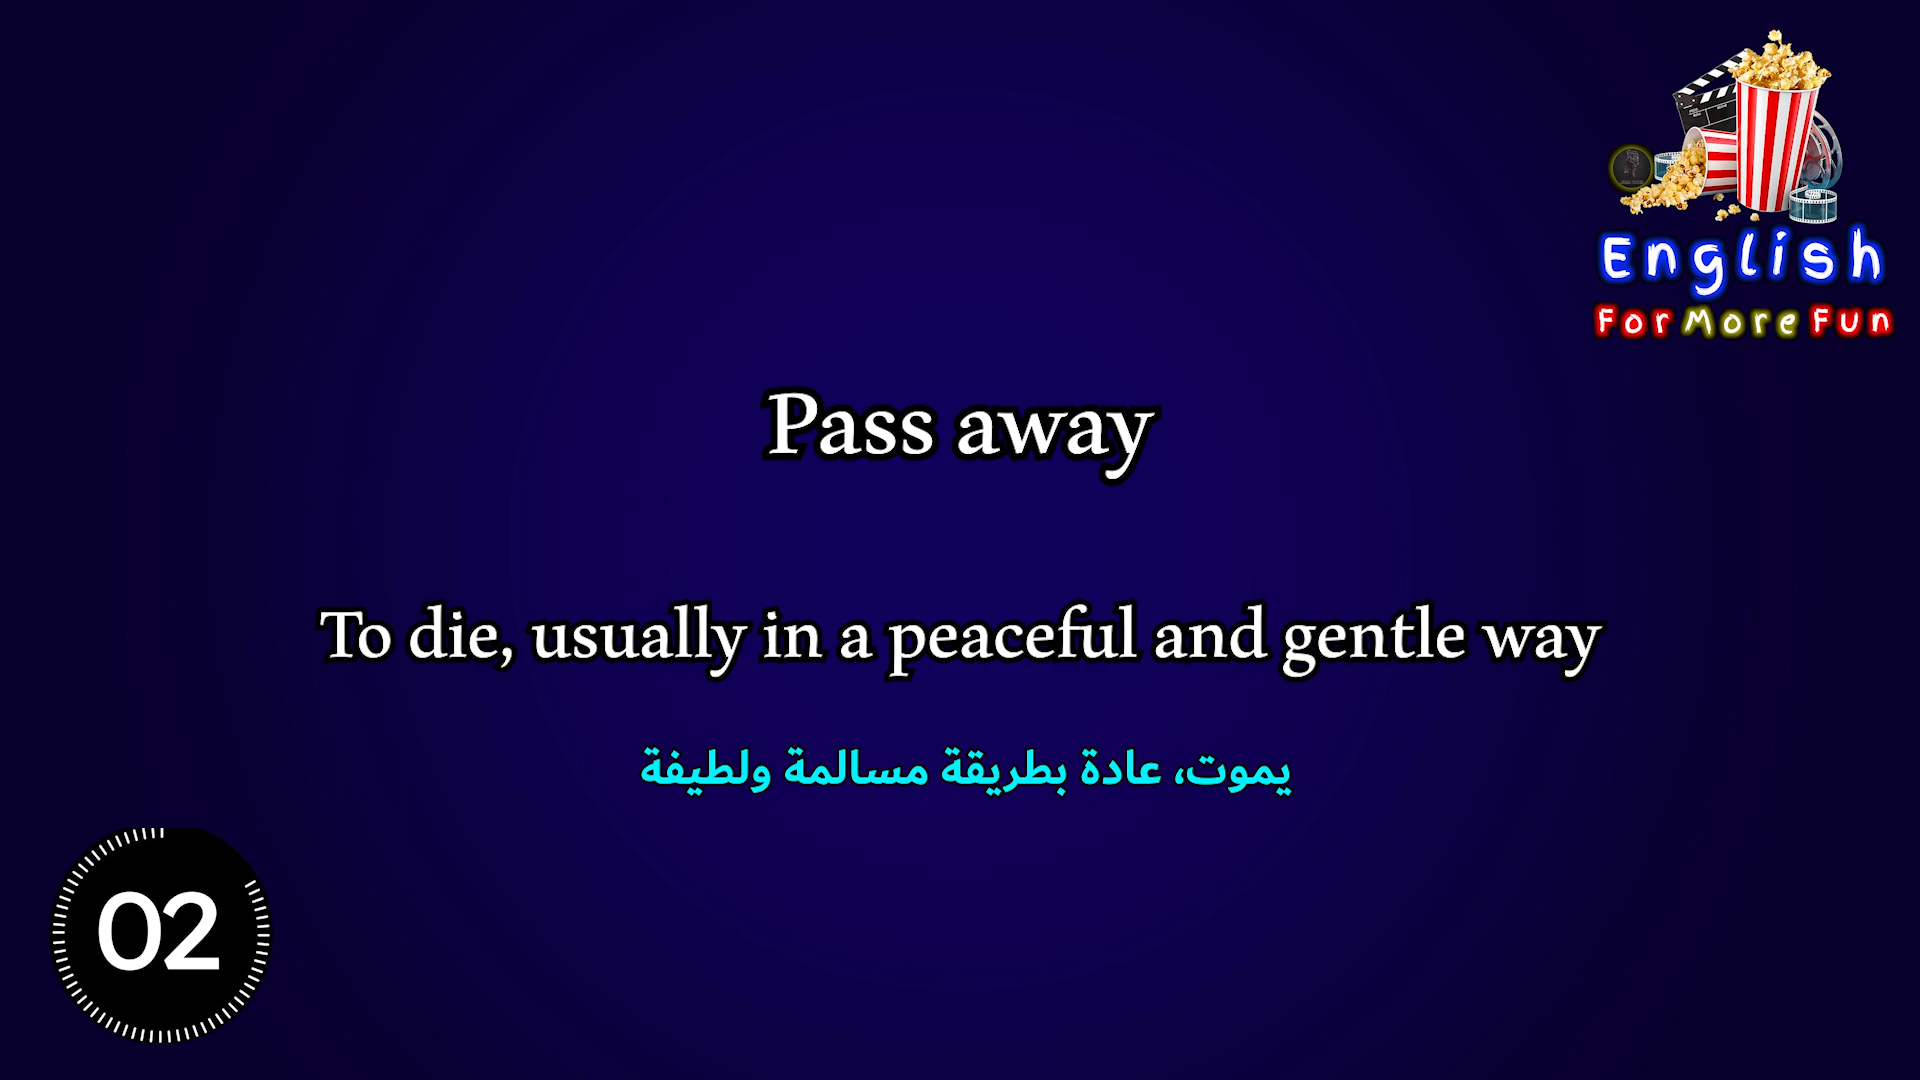 English
For More Fun
Pass away
To die, usually in a peaceful and gentle way
يموت، عادة بطريقة مسالمة ولطيفة
02